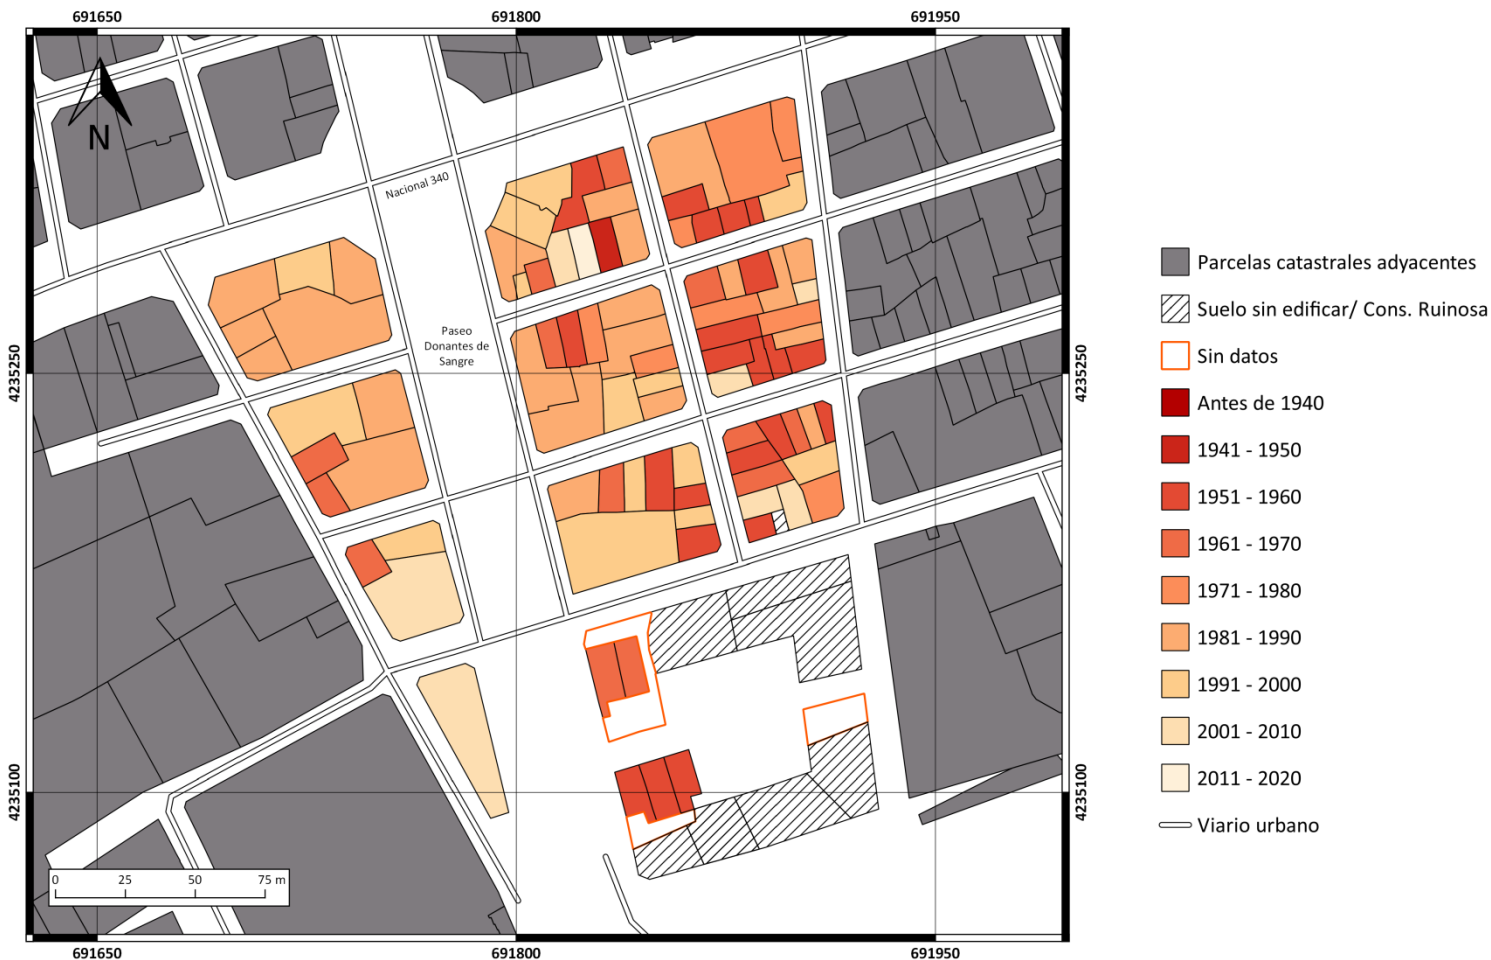 691650
691800
691950
N
Nacional 340
Paseo
Donantes de
Sangre
4235250
4235250
4235100
4235100
0 25 50 75 m
691650
691800
691950
Parcelas catastrales adyacentes
Suelo sin edificar/ Cons. Ruinosa
Sin datos
Antes de 1940
1941 - 1950
1951 - 1960
1961 - 1970
1971 - 1980
1981 - 1990
1991 - 2000
2001 - 2010
2011 - 2020
Viario urbano